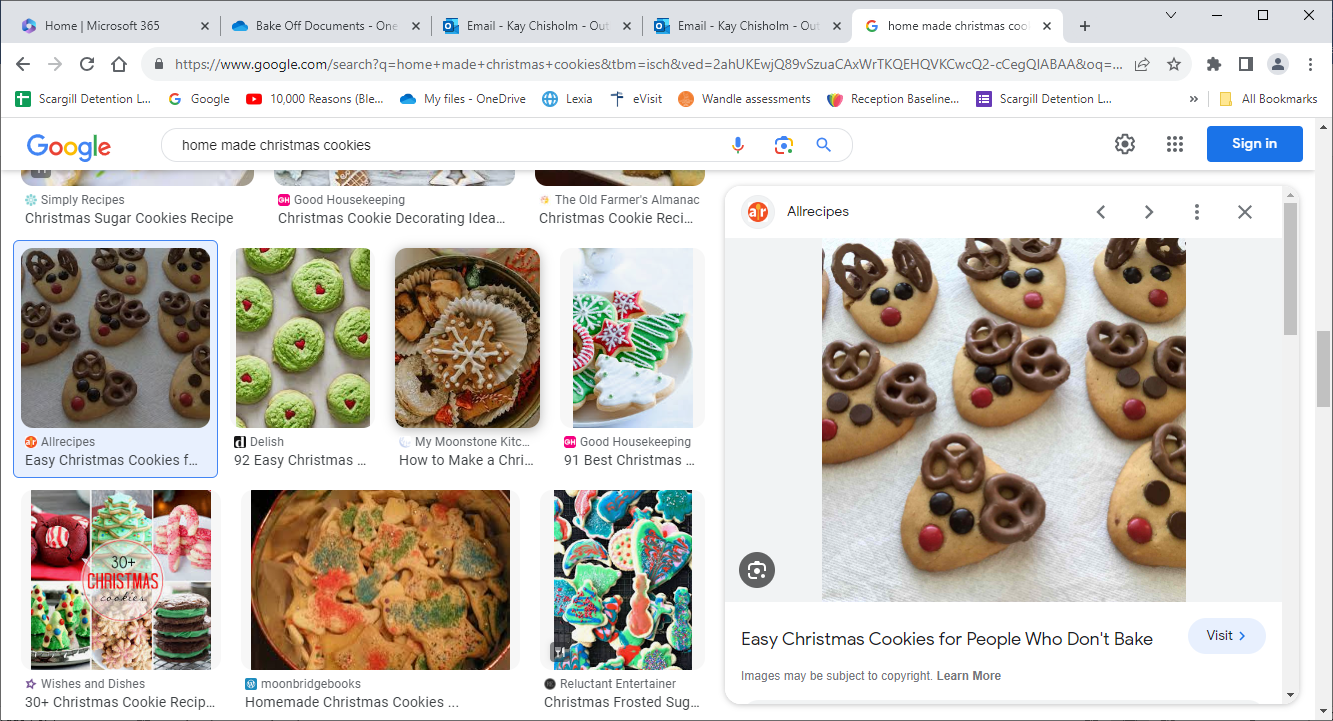 Home | Microsoft 365
Bake Off Documents - One
Email - Kay Chisholm - Out
Email - Kay Chisholm - Out
home made christmas coo
https://www.google.com/search?q=home+made+christmas+cookies&tbm=isch&ved=2ahUKEwjQ89vSzuaCAxWrTKQEHQVKCwcQ2-cCegQIABAA&oq=...
Scargill Detention L...
Google
10,000 Reasons (Ble...
My files - OneDrive
Lexia
eVisit
Wandle assessments
Reception Baseline...
Scargill Detention L...
»
All Bookmarks
Google
home made christmas cookies
Sign in
Simply Recipes
Christmas Sugar Cookies Recipe
GH Good Housekeeping
Christmas Cookie Decorating Idea...
The Old Farmer's Almanac
Christmas Cookie Reci...
ar Allrecipes
Easy Christmas Cookies f...
d Delish
92 Easy Christmas ...
My Moonstone Kitc...
How to Make a Chri...
GH Good Housekeeping
91 Best Christmas ...
30+
CHRISTMAS
cookies
Wishes and Dishes
30+ Christmas Cookie Recip...
moonbridgebooks
Homemade Christmas Cookies ...
Reluctant Entertainer
Christmas Frosted Sug...
ar Allrecipes
Easy Christmas Cookies for People Who Don't Bake
Visit
Images may be subject to copyright. Learn More